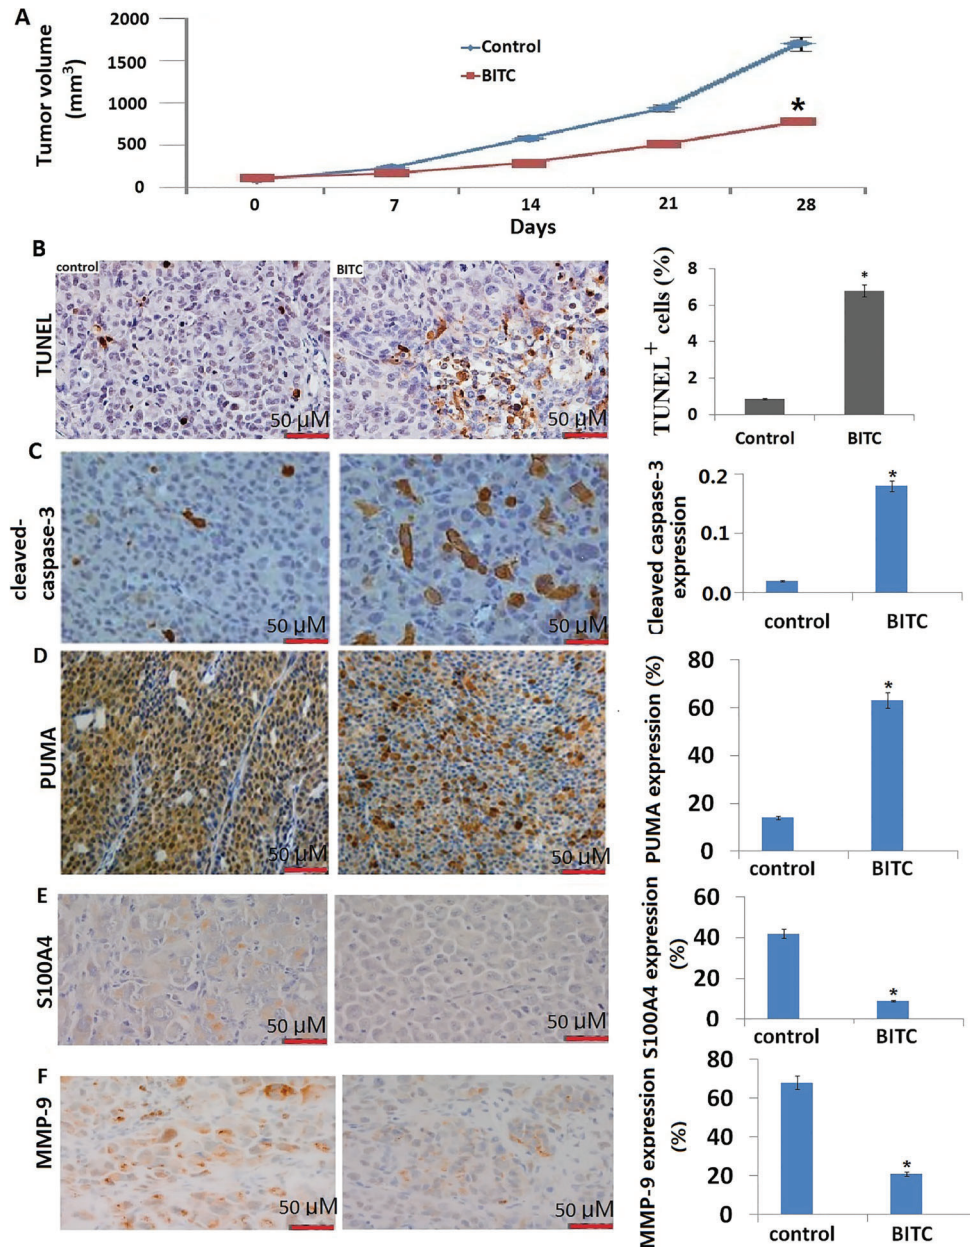 A
Tumor volume
(mm³)
2000
1500
1000
500
0
Control
BITC
*
0 7 14 21 28
Days
B
TUNEL
control
50 µM
BITC
50 µM
TUNEL⁺ cells (%)
8
6
4
2
0
*
Control BITC
C
cleaved-
caspase-3
50 µM
50 µM
Cleaved caspase-3
expression
0.2
0.1
0.0
*
control BITC
D
PUMA
50 µM
50 µM
PUMA expression (%)
80
60
40
20
0
*
control BITC
E
S100A4
50 µM
50 µM
S100A4 expression
(%)
60
40
20
0
*
control BITC
F
MMP-9
50 µM
50 µM
MMP-9 expression
(%)
80
60
40
20
0
*
control BITC